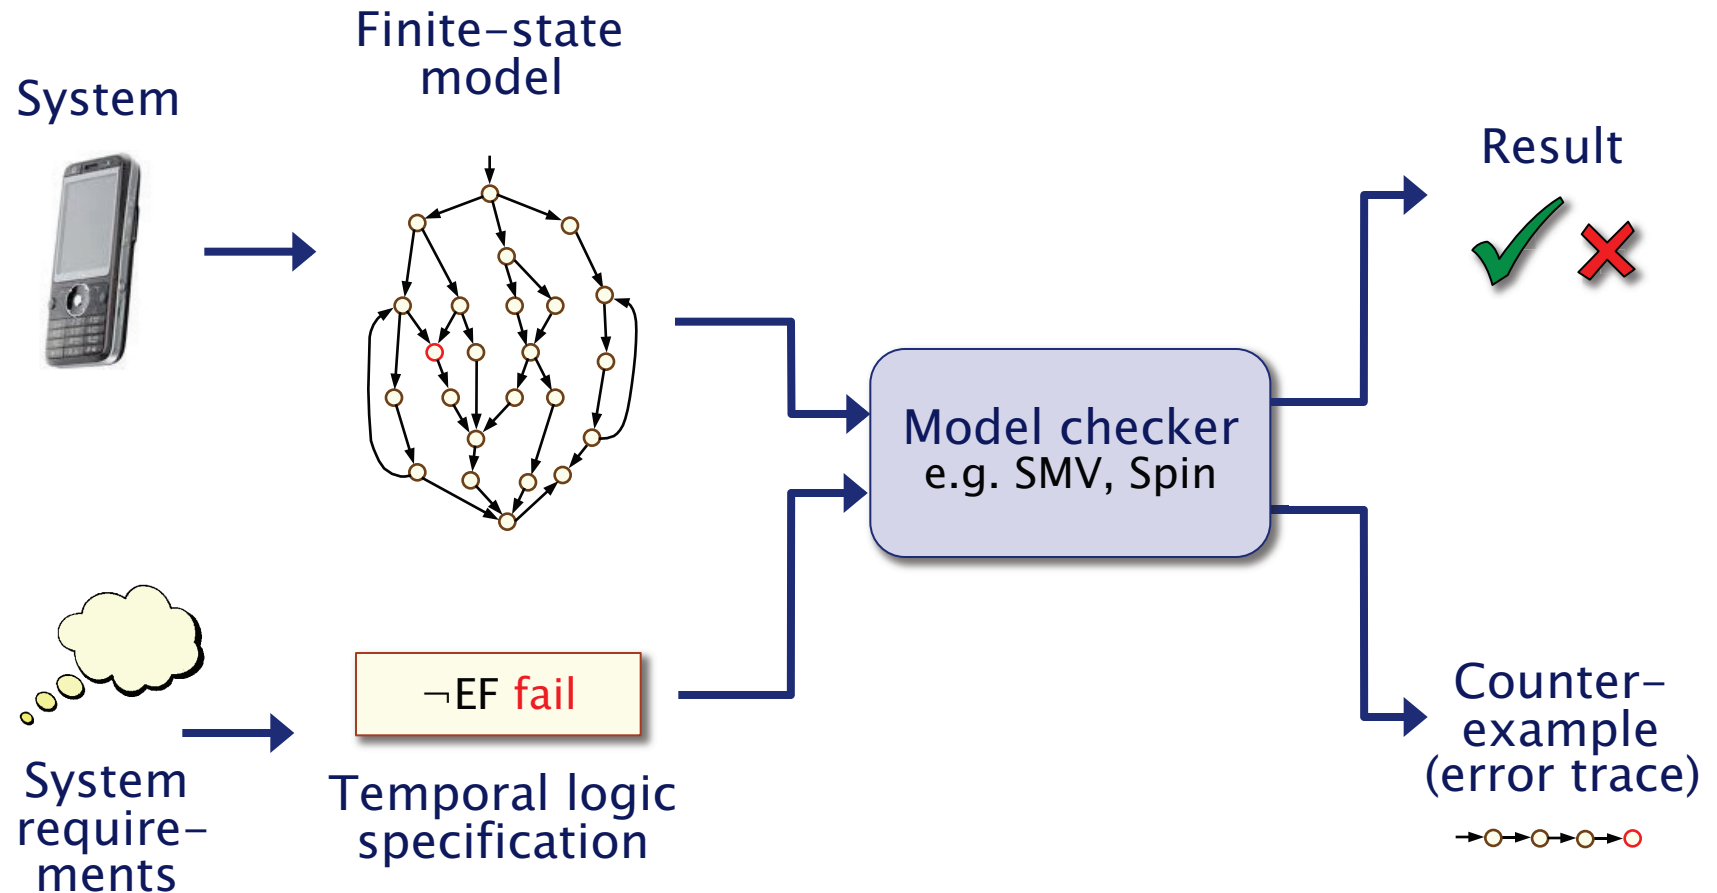 Finite-state
model
System
Result
Model checker
e.g. SMV, Spin
¬EF fail
System
require-
ments
Temporal logic
specification
Counter-
example
(error trace)